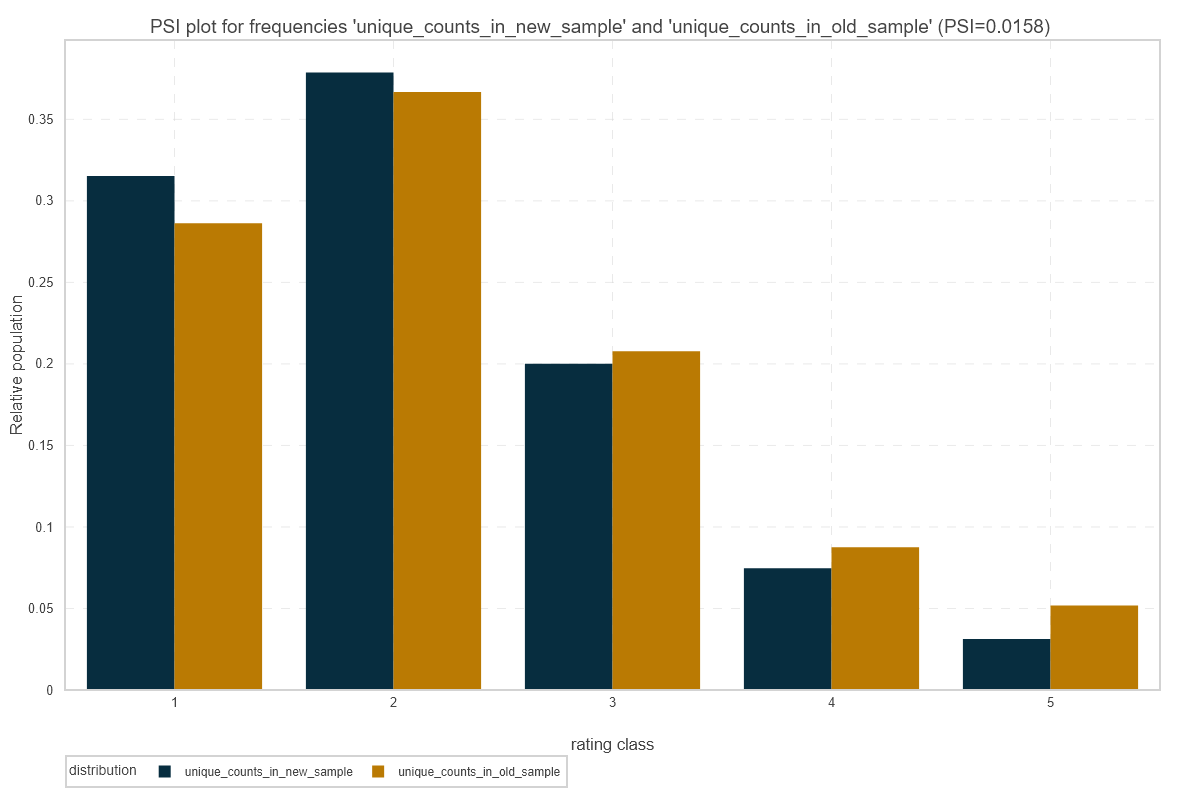 PSI plot for frequencies 'unique_counts_in_new_sample' and 'unique_counts_in_old_sample' (PSI=0.0158)
Relative population
0.35
0.3
0.25
0.2
0.15
0.1
0.05
0
1 2 3 4 5
rating class
distribution unique_counts_in_new_sample unique_counts_in_old_sample